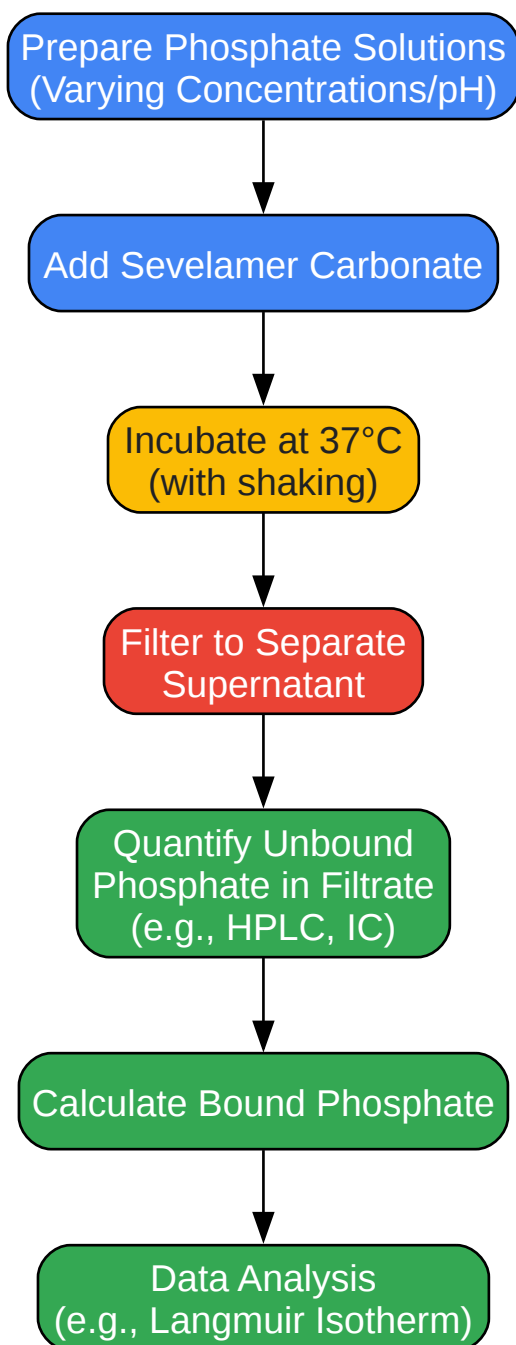 Prepare Phosphate Solutions
(Varying Concentrations/pH)
Add Sevelamer Carbonate
Incubate at 37°C
(with shaking)
Filter to Separate
Supernatant
Quantify Unbound
Phosphate in Filtrate
(e.g., HPLC, IC)
Calculate Bound Phosphate
Data Analysis
(e.g., Langmuir Isotherm)